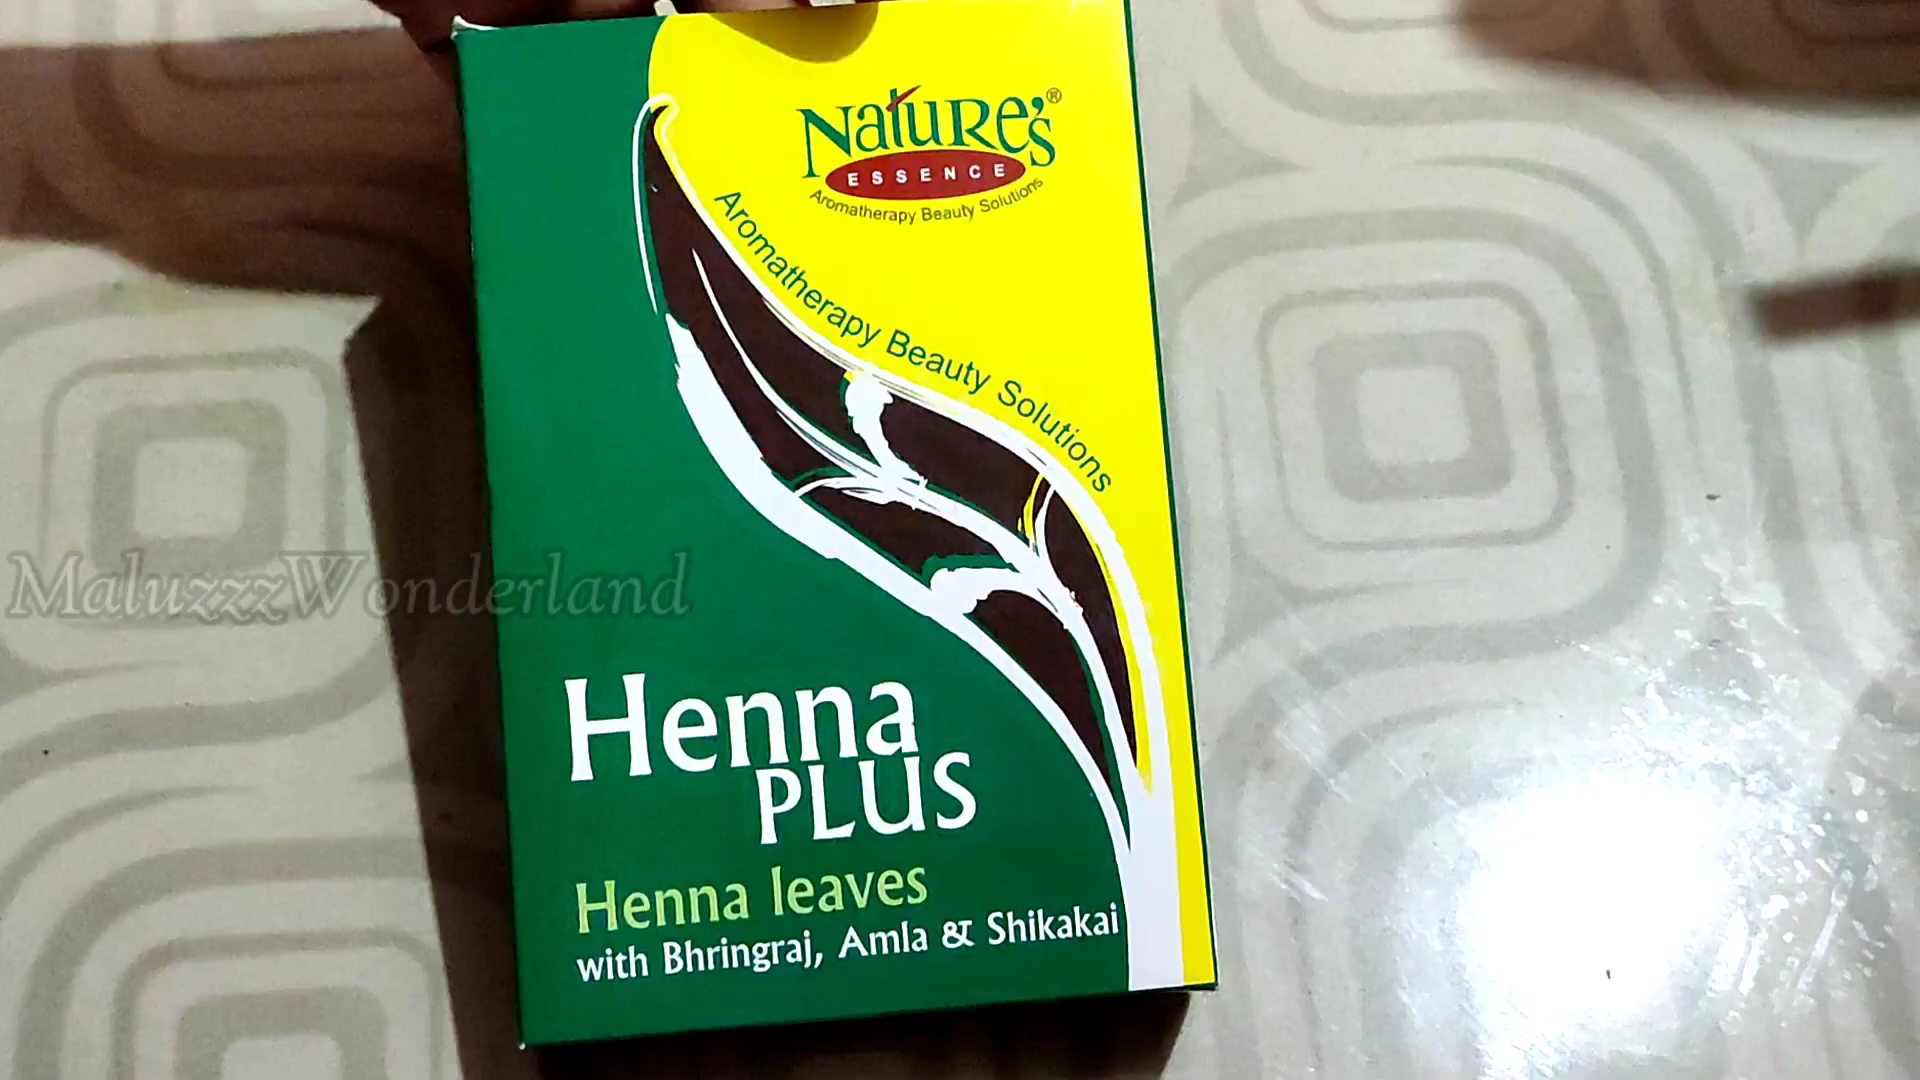 NatuRe's®
ESSENCE
Aromatherapy Beauty Solutions
Aromatherapy Beauty Solutions
MaluzzzWonderland
Henna
PLUS
Henna leaves
with Bhringraj, Amla & Shikakai